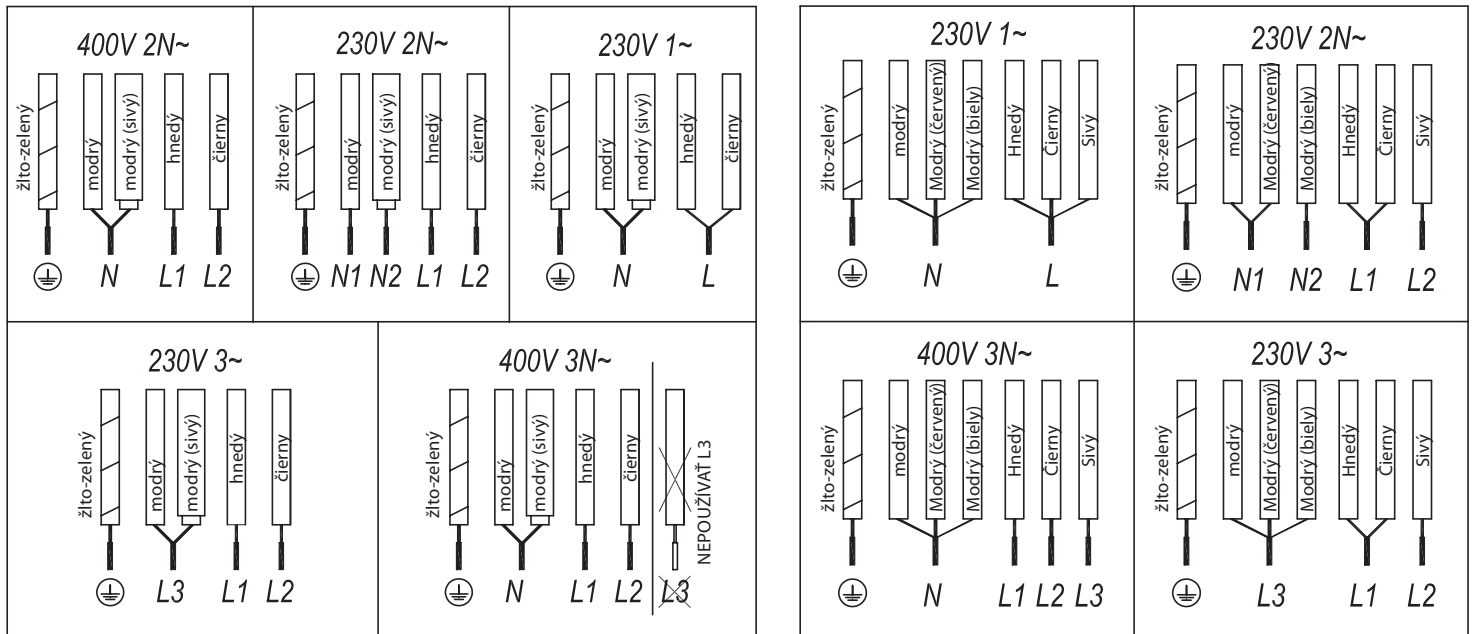 400V 2N~
žlto-zelený
modrý
modrý (sivý)
hnedý
čierny
N L1 L2
230V 2N~
žlto-zelený
modrý
modrý (sivý)
hnedý
čierny
N1 N2 L1 L2
230V 1~
žlto-zelený
modrý
modrý (sivý)
hnedý
čierny
N L
230V 3~
žlto-zelený
modrý
modrý (sivý)
hnedý
čierny
L3 L1 L2
400V 3N~
žlto-zelený
modrý
modrý (sivý)
hnedý
čierny
NEPOUŽÍVAŤ L3
N L1 L2 L3
230V 1~
žlto-zelený
modrý
Modrý (červený)
Modrý (biely)
Hnedý
Čierny
Sivý
N L
230V 2N~
žlto-zelený
modrý
Modrý (červený)
Modrý (biely)
Hnedý
Čierny
Sivý
N1 N2 L1 L2
400V 3N~
žlto-zelený
modrý
Modrý (červený)
Modrý (biely)
Hnedý
Čierny
Sivý
N L1 L2 L3
230V 3~
žlto-zelený
modrý
Modrý (červený)
Modrý (biely)
Hnedý
Čierny
Sivý
L3 L1 L2